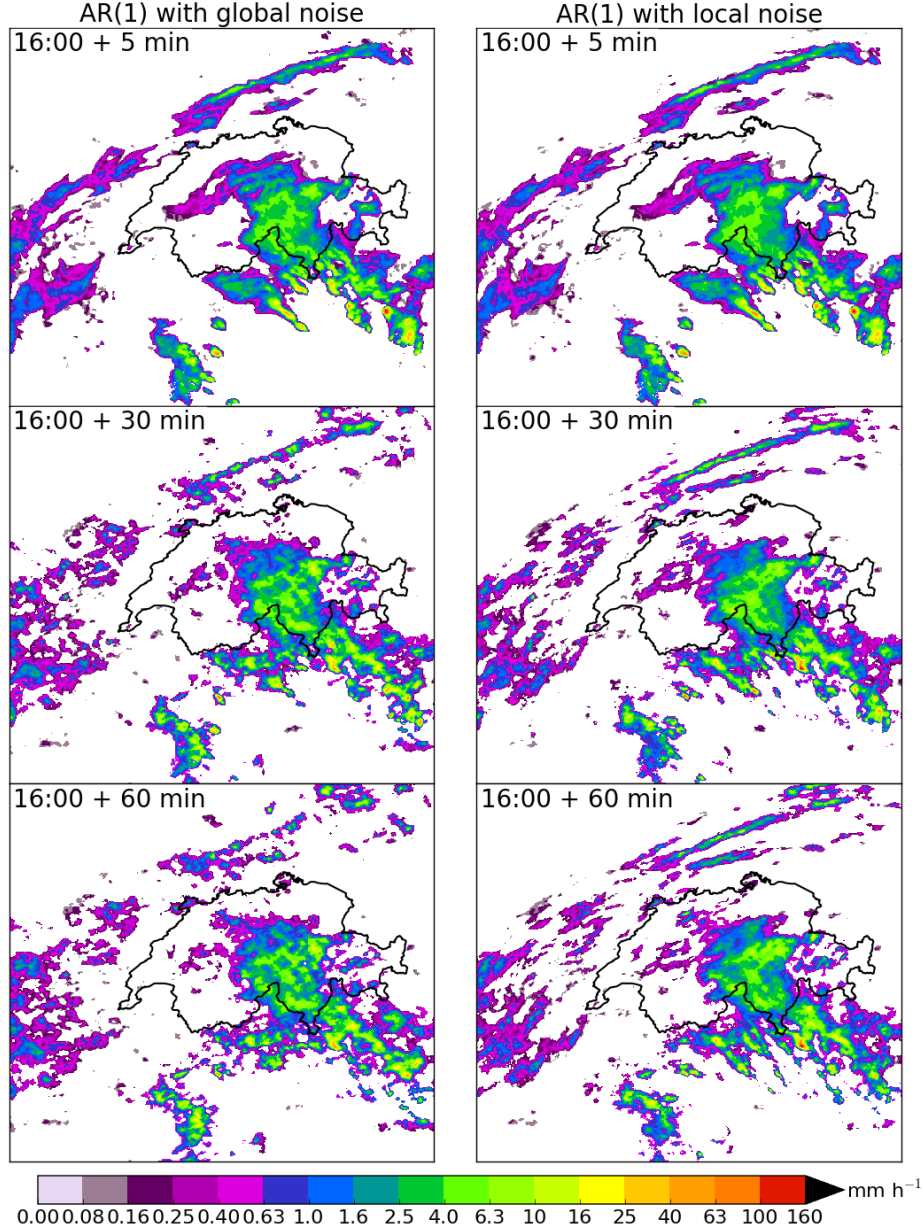 AR(1) with global noise
AR(1) with local noise
16:00 + 5 min
16:00 + 5 min
16:00 + 30 min
16:00 + 30 min
16:00 + 60 min
16:00 + 60 min
mm h⁻¹
0.00 0.08 0.16 0.25 0.40 0.63 1.0 1.6 2.5 4.0 6.3 10 16 25 40 63 100 160